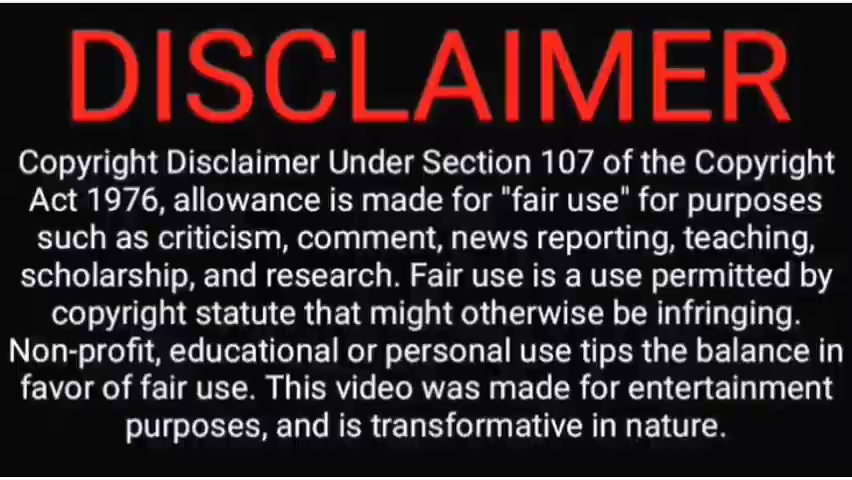 DISCLAIMER
Copyright Disclaimer Under Section 107 of the Copyright
Act 1976, allowance is made for "fair use" for purposes
such as criticism, comment, news reporting, teaching,
scholarship, and research. Fair use is a use permitted by
copyright statute that might otherwise be infringing.
Non-profit, educational or personal use tips the balance in
favor of fair use. This video was made for entertainment
purposes, and is transformative in nature.